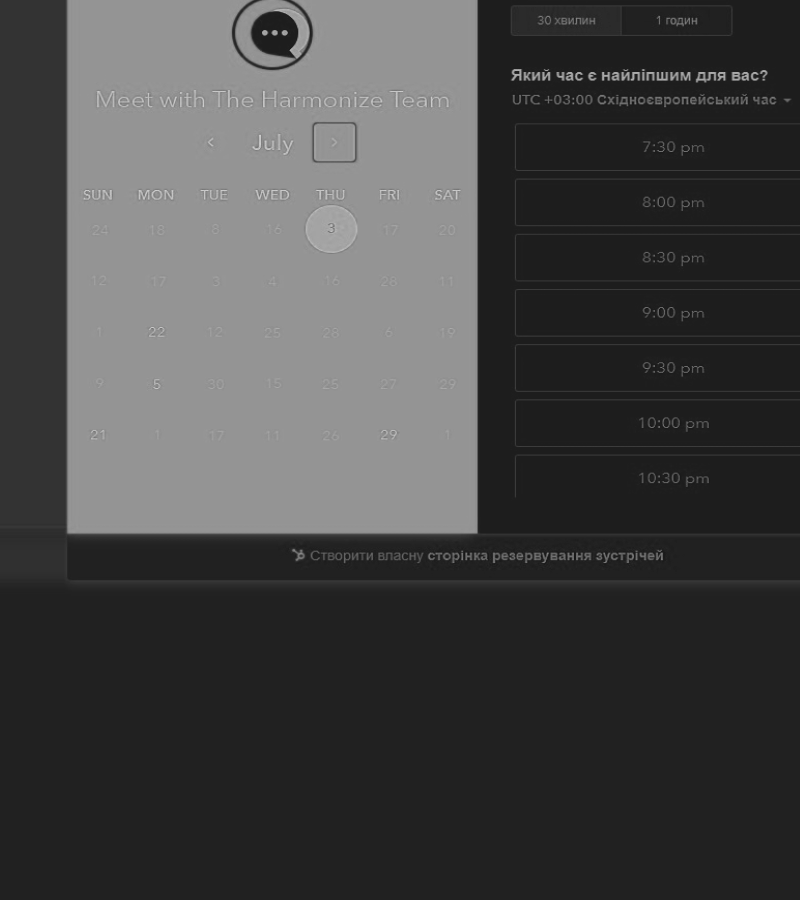 30 хвилин 1 годин
Який час є найліпшим для вас?
UTC +03:00 Східноєвропейський час
Meet with The Harmonize Team
July
SUN MON TUE WED THU FRI SAT
24 18 8 16 3 17 20
12 17 3 4 16 28 11
1 22 12 25 28 6 19
9 5 30 15 25 27 29
21 1 17 11 26 29 1
7:30 pm
8:00 pm
8:30 pm
9:00 pm
9:30 pm
10:00 pm
10:30 pm
Створити власну сторінка резервування зустрічей